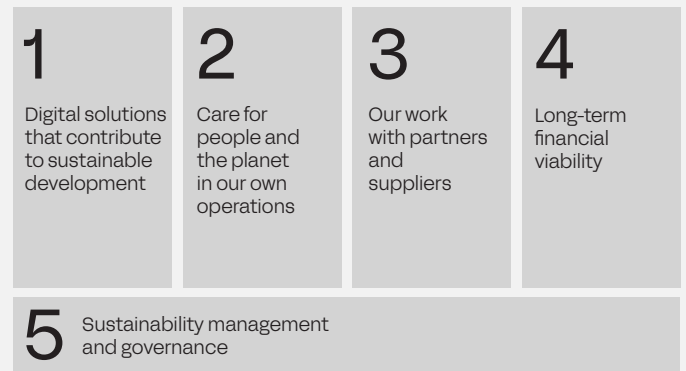 1
Digital solutions
that contribute
to sustainable
development
2
Care for
people and
the planet
in our own
operations
3
Our work
with partners
and
suppliers
4
Long-term
financial
viability
5
Sustainability management
and governance